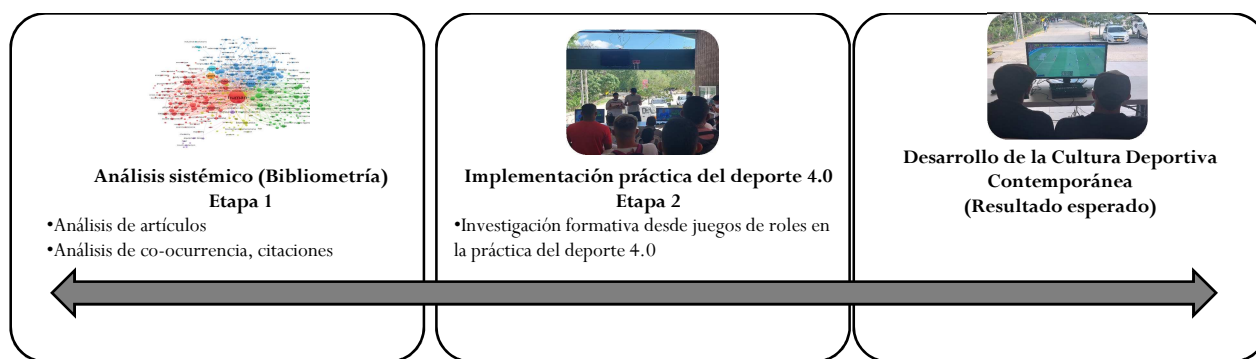 Análisis sistémico (Bibliometría)
Etapa 1
•Análisis de artículos
•Análisis de co-ocurrencia, citaciones
Implementación práctica del deporte 4.0
Etapa 2
•Investigación formativa desde juegos de roles en
la práctica del deporte 4.0
Desarrollo de la Cultura Deportiva
Contemporánea
(Resultado esperado)